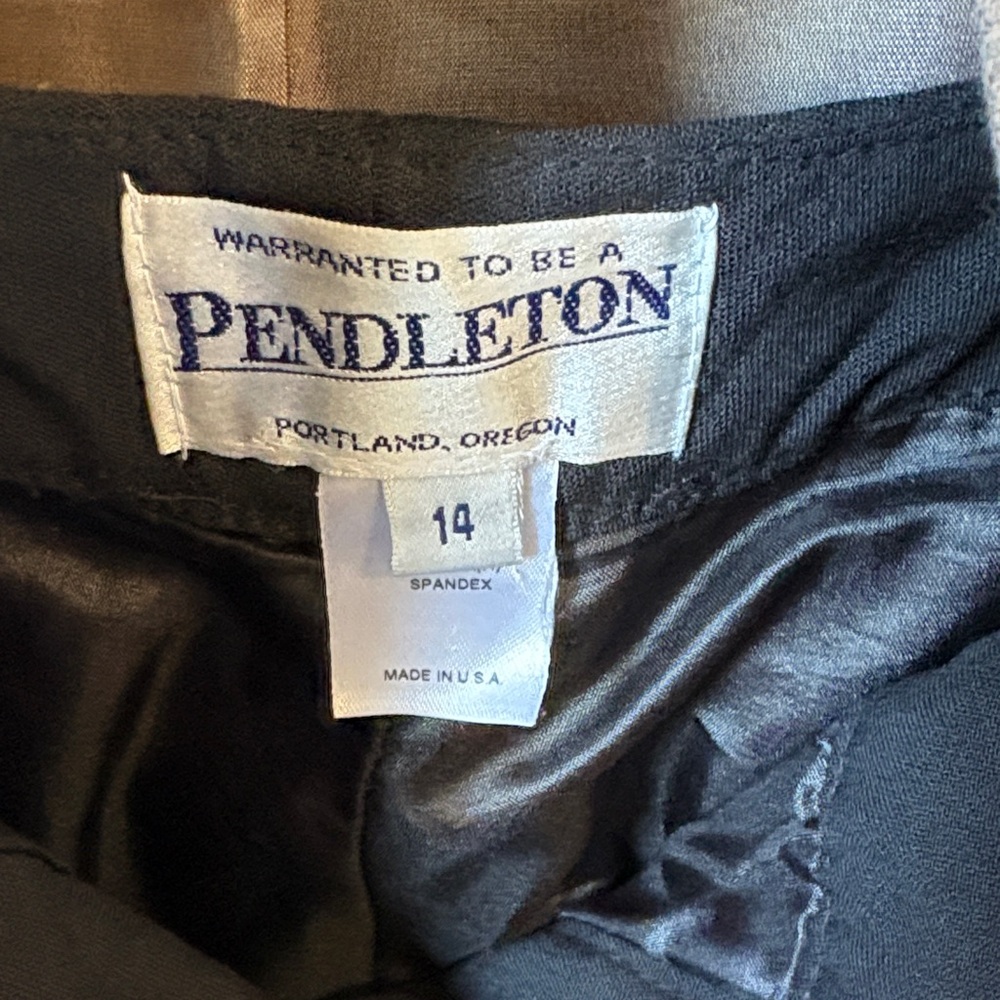 WARRANTED TO BE A
PENDLETON
PORTLAND, OREGON
14
SPANDEX
MADE IN U.S.A.